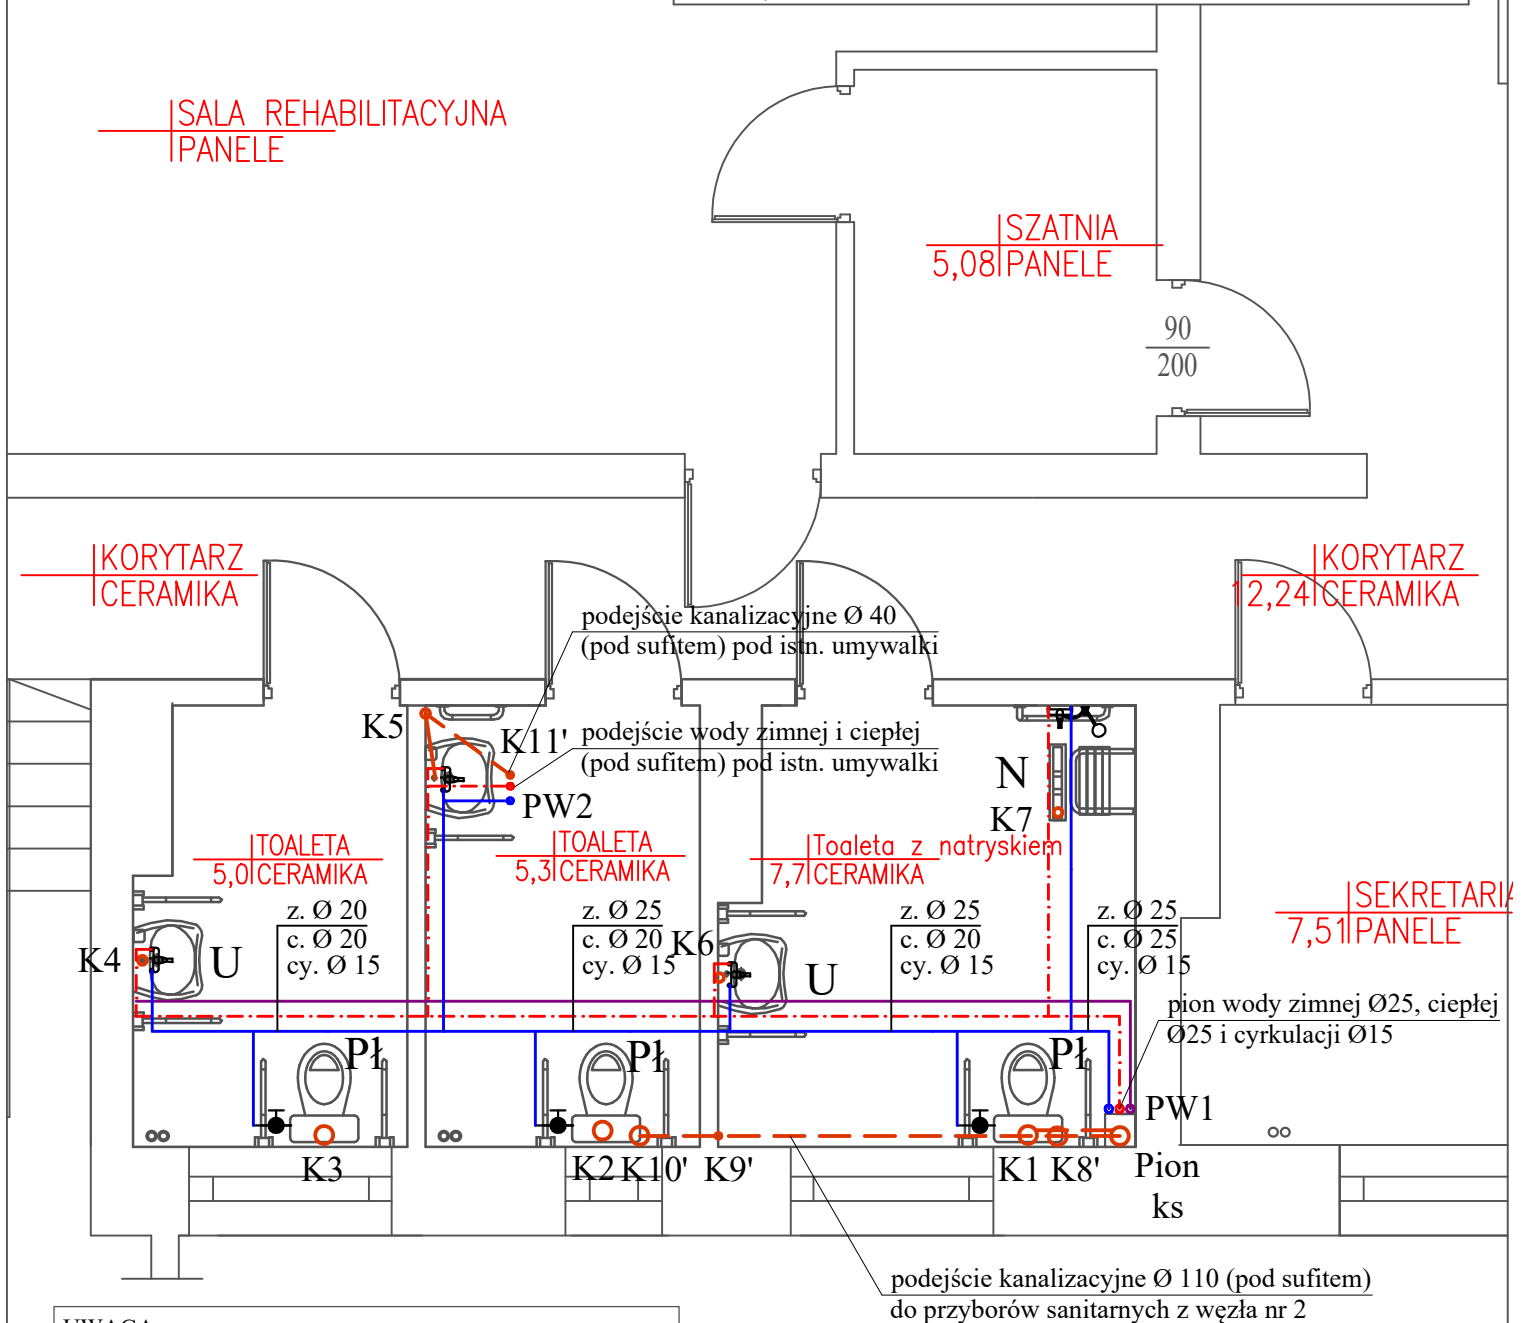 SALA REHABILITACYJNA
PANELE
SZATNIA
5,08 PANELE
90
200
KORYTARZ
CERAMIKA
KORYTARZ
12,24 CERAMIKA
podejście kanalizacyjne Ø 40
(pod sufitem) pod istn. umywalki
K5
K11'
podejście wody zimnej i ciepłej
(pod sufitem) pod istn. umywalki
PW2
N
K7
TOALETA
5,0 CERAMIKA
TOALETA
5,3 CERAMIKA
Toaleta z natryskiem
7,7 CERAMIKA
SEKRETARIA
7,51 PANELE
z. Ø 20
c. Ø 20
cy. Ø 15
z. Ø 25
c. Ø 20
cy. Ø 15
z. Ø 25
c. Ø 20
cy. Ø 15
z. Ø 25
c. Ø 25
cy. Ø 15
K4
U
K6
U
pion wody zimnej Ø25, ciepłej
Ø25 i cyrkulacji Ø15
Pł
Pł
Pł
PW1
K3
K2
K10'
K9'
K1
K8'
Pion
ks
podejście kanalizacyjne Ø 110 (pod sufitem)
do przyborów sanitarnych z węzła nr 2
UWAGA